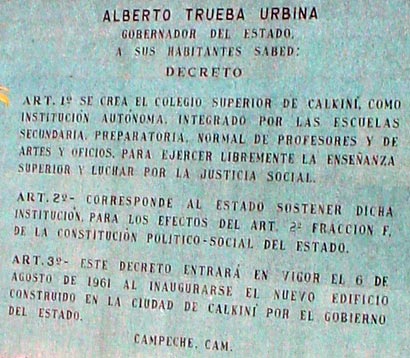 ALBERTO TRUEBA URBINA
GOBERNADOR DEL ESTADO,
A SUS HABITANTES SABED:
DECRETO
ART. 1º SE CREA EL COLEGIO SUPERIOR DE CALKINÍ, COMO
INSTITUCIÓN AUTÓNOMA, INTEGRADO POR LAS ESCUELAS
SECUNDARIA, PREPARATORIA, NORMAL DE PROFESORES Y DE
ARTES Y OFICIOS, PARA EJERCER LIBREMENTE LA ENSEÑANZA
SUPERIOR Y LUCHAR POR LA JUSTICIA SOCIAL.
ART. 2º- CORRESPONDE AL ESTADO SOSTENER DICHA
INSTITUCIÓN, PARA LOS EFECTOS DEL ART. 2º FRACCION F,
DE LA CONSTITUCIÓN POLITICO-SOCIAL DEL ESTADO.
ART. 3º- ESTE DECRETO ENTRARÁ EN VIGOR EL 6 DE
AGOSTO DE 1961 AL INAUGURARSE EL NUEVO EDIFICIO
CONSTRUIDO EN LA CIUDAD DE CALKINÍ POR EL GOBIERNO
DEL ESTADO.
CAMPECHE, CAM.